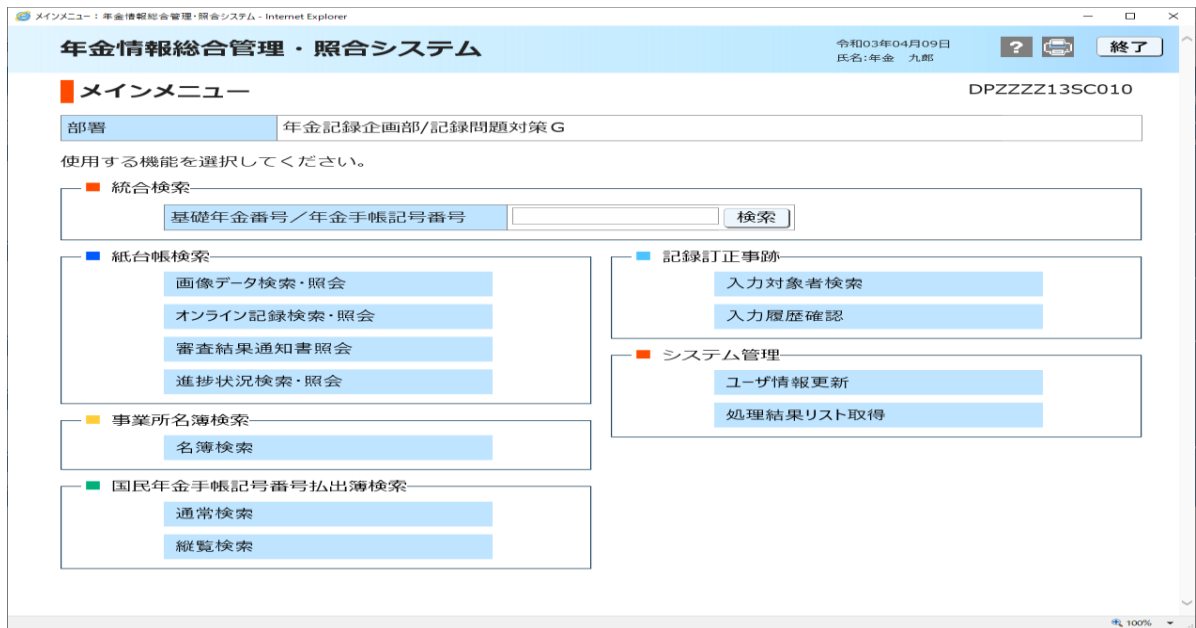 メインメニュー：年金情報総合管理・照合システム - Internet Explorer
年金情報総合管理・照合システム
令和03年04月09日
氏名:年金　九郎
?
終了
メインメニュー
DPZZZZ13SC010
部署
年金記録企画部/記録問題対策Ｇ
使用する機能を選択してください。
統合検索
基礎年金番号／年金手帳記号番号
検索
紙台帳検索
画像データ検索・照会
オンライン記録検索・照会
審査結果通知書照会
進捗状況検索・照会
事業所名簿検索
名簿検索
国民年金手帳記号番号払出簿検索
通常検索
縦覧検索
記録訂正事跡
入力対象者検索
入力履歴確認
システム管理
ユーザ情報更新
処理結果リスト取得
100%